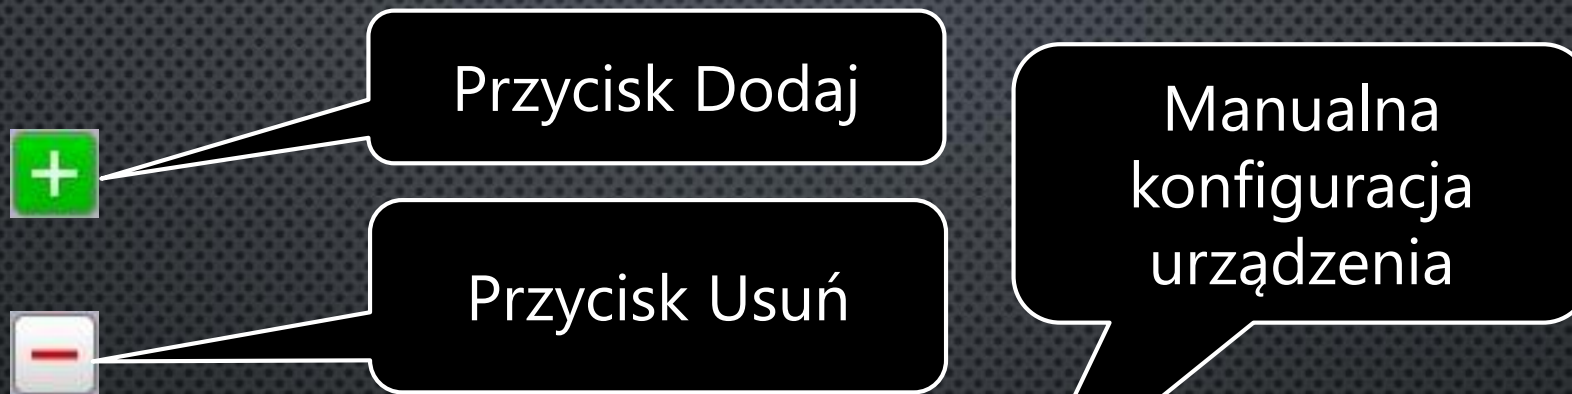 Przycisk Dodaj
Manualna
konfiguracja
urządzenia
Przycisk Usuń